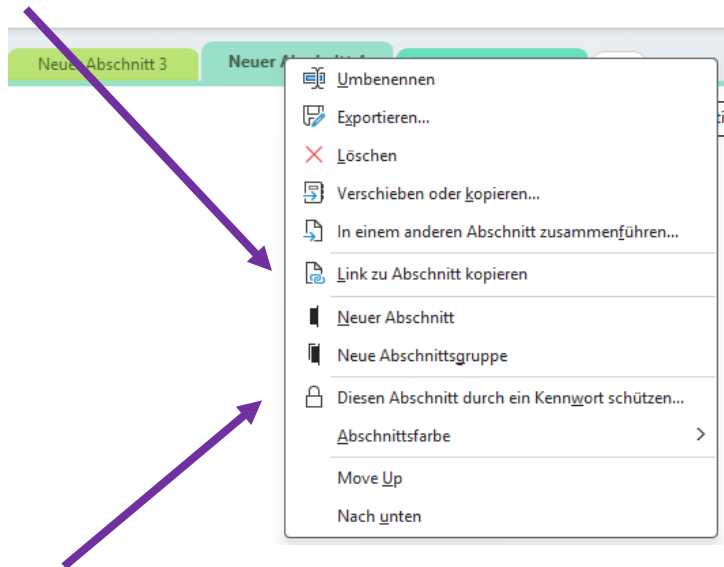 Neuer Abschnitt 3
Neuer
Umbenennen
Exportieren...
Löschen
Verschieben oder kopieren...
In einem anderen Abschnitt zusammenführen...
Link zu Abschnitt kopieren
Neuer Abschnitt
Neue Abschnittsgruppe
Diesen Abschnitt durch ein Kennwort schützen...
Abschnittsfarbe
Move Up
Nach unten